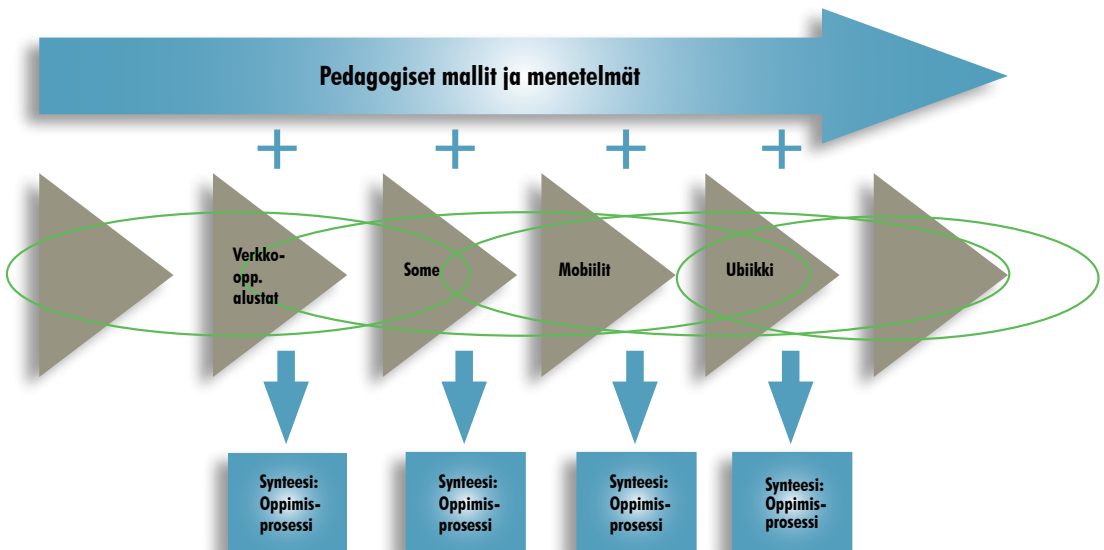 Pedagogiset mallit ja menetelmät
Verkko-
opp.
alustat
Some
Mobiilit
Ubiikki
Synteesi:
Oppimis-
prosessi
Synteesi:
Oppimis-
prosessi
Synteesi:
Oppimis-
prosessi
Synteesi:
Oppimis-
prosessi